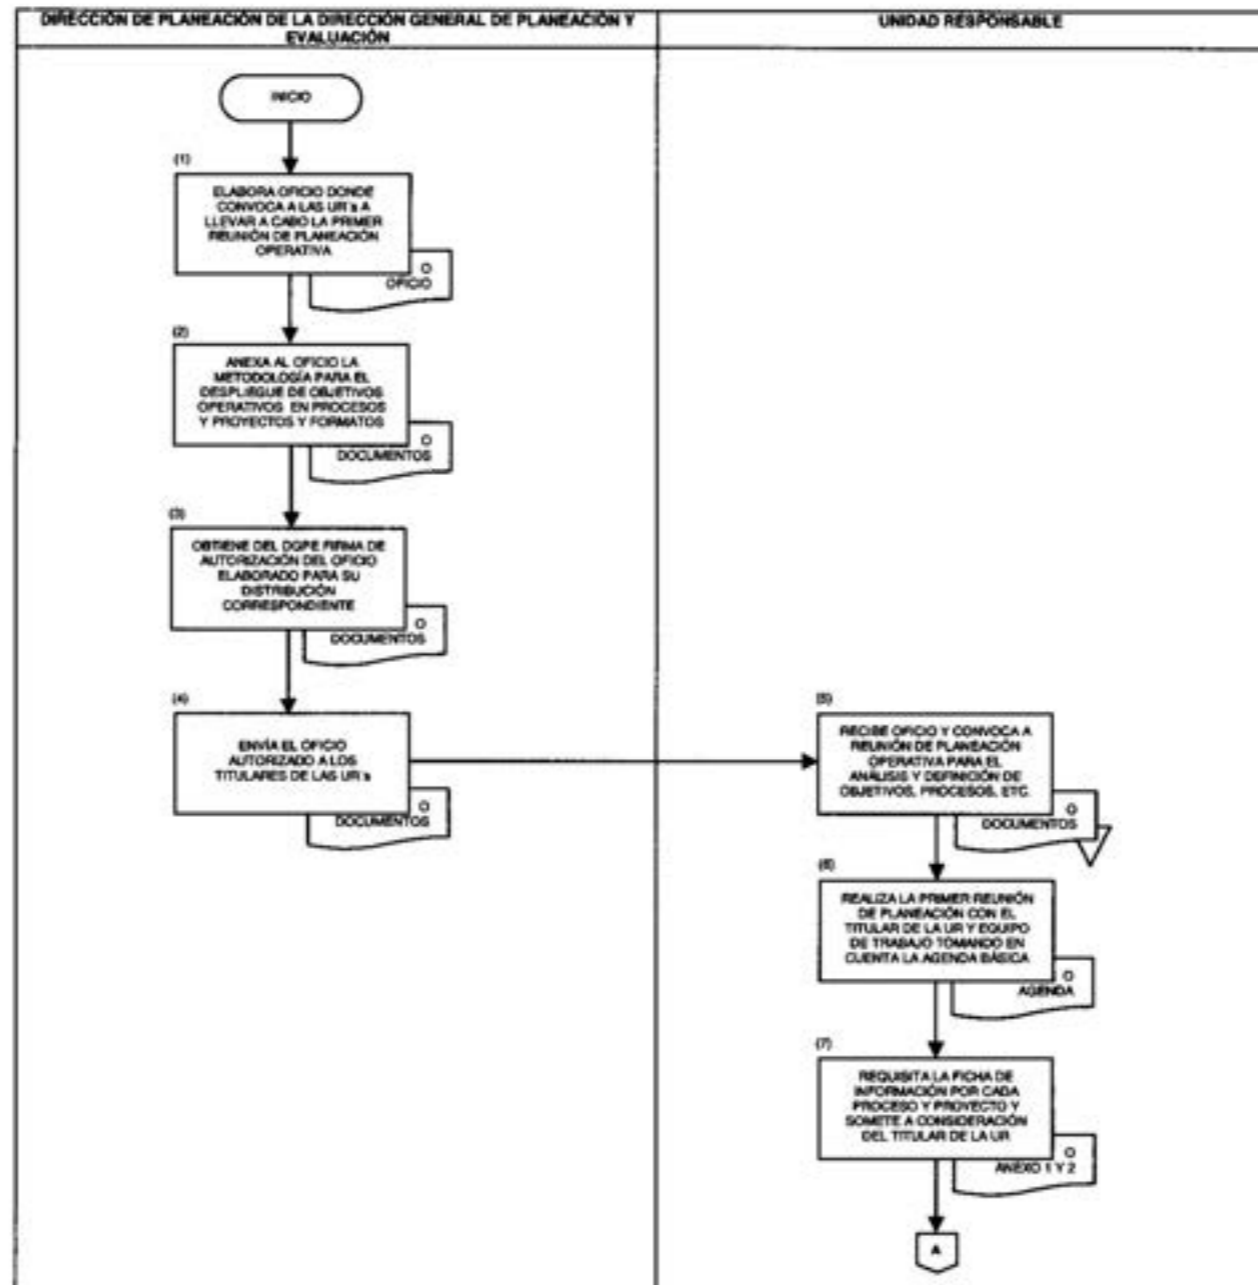 DIRECCIÓN DE PLANEACIÓN DE LA DIRECCIÓN GENERAL DE PLANEACIÓN Y
EVALUACIÓN
UNIDAD RESPONSABLE
INICIO
(1)
ELABORA OFICIO DONDE
CONVOCA A LAS UR´s A
LLEVAR A CABO LA PRIMER
REUNIÓN DE PLANEACIÓN
OPERATIVA
O
OFICIO
(2)
ANEXA AL OFICIO LA
METODOLOGÍA PARA EL
DESPLIEGUE DE OBJETIVOS
OPERATIVOS EN PROCESOS
Y PROYECTOS Y FORMATOS
O
DOCUMENTOS
(3)
OBTIENE DEL DGPE FIRMA DE
AUTORIZACIÓN DEL OFICIO
ELABORADO PARA SU
DISTRIBUCIÓN
CORRESPONDIENTE
O
DOCUMENTOS
(4)
ENVÍA EL OFICIO
AUTORIZADO A LOS
TITULARES DE LAS UR´s
O
DOCUMENTOS
(5)
RECIBE OFICIO Y CONVOCA A
REUNIÓN DE PLANEACIÓN
OPERATIVA PARA EL
ANÁLISIS Y DEFINICIÓN DE
OBJETIVOS, PROCESOS, ETC.
O
DOCUMENTOS
(6)
REALIZA LA PRIMER REUNIÓN
DE PLANEACIÓN CON EL
TITULAR DE LA UR Y EQUIPO
DE TRABAJO TOMANDO EN
CUENTA LA AGENDA BÁSICA
O
AGENDA
(7)
REQUISITA LA FICHA DE
INFORMACIÓN POR CADA
PROCESO Y PROYECTO Y
SOMETE A CONSIDERACIÓN
DEL TITULAR DE LA UR
O
ANEXO 1 Y 2
A